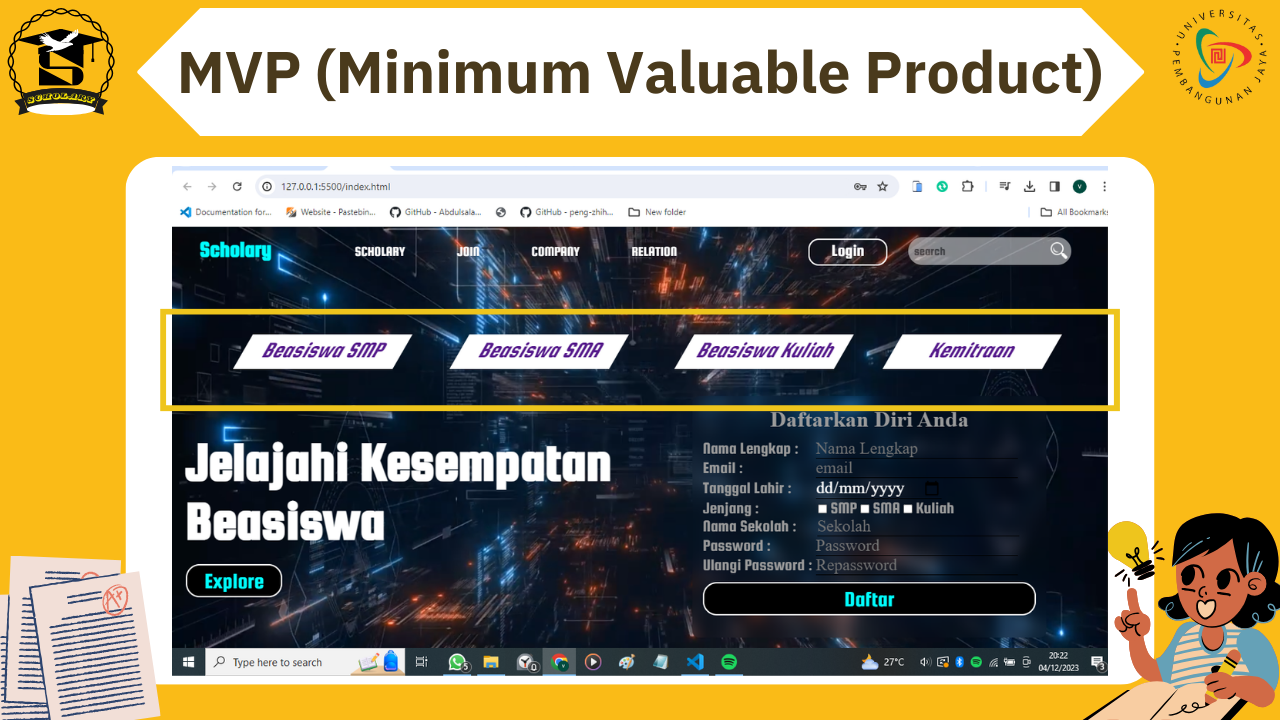 SCHOLARY
MVP (Minimum Valuable Product)
UNIVERSITAS
PEMBANGUNAN JAYA
127.0.0.1:5500/index.html
V
Documentation for...
Website - Pastebin...
GitHub - Abdulsala...
GitHub - peng-zhih...
New folder
All Bookmarks
Scholary
SCHOLARY
JOIN
COMPANY
RELATION
Login
search
Beasiswa SMP
Beasiswa SMA
Beasiswa Kuliah
Kemitraan
Jelajahi Kesempatan
Beasiswa
Explore
Daftarkan Diri Anda
Nama Lengkap : Nama Lengkap
Email : email
Tanggal Lahir : dd/mm/yyyy
Jenjang : SMP SMA Kuliah
Nama Sekolah : Sekolah
Password : Password
Ulangi Password : Repassword
Daftar
A+
Type here to search
5
0
V
27°C
20:22
04/12/2023
3